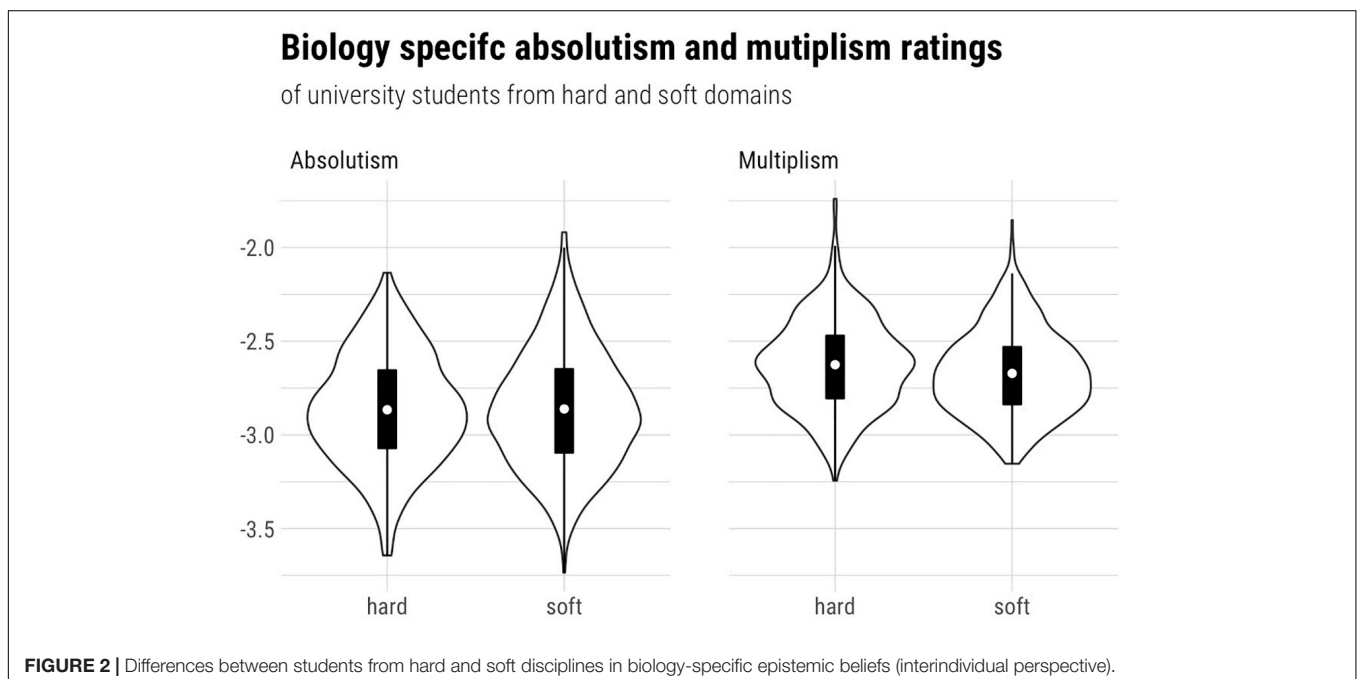 Biology specifc absolutism and mutiplism ratings
of university students from hard and soft domains
Absolutism
Multiplism
-2.0
-2.5
-3.0
-3.5
hard
soft
hard
soft
FIGURE 2 | Differences between students from hard and soft disciplines in biology-specific epistemic beliefs (interindividual perspective).